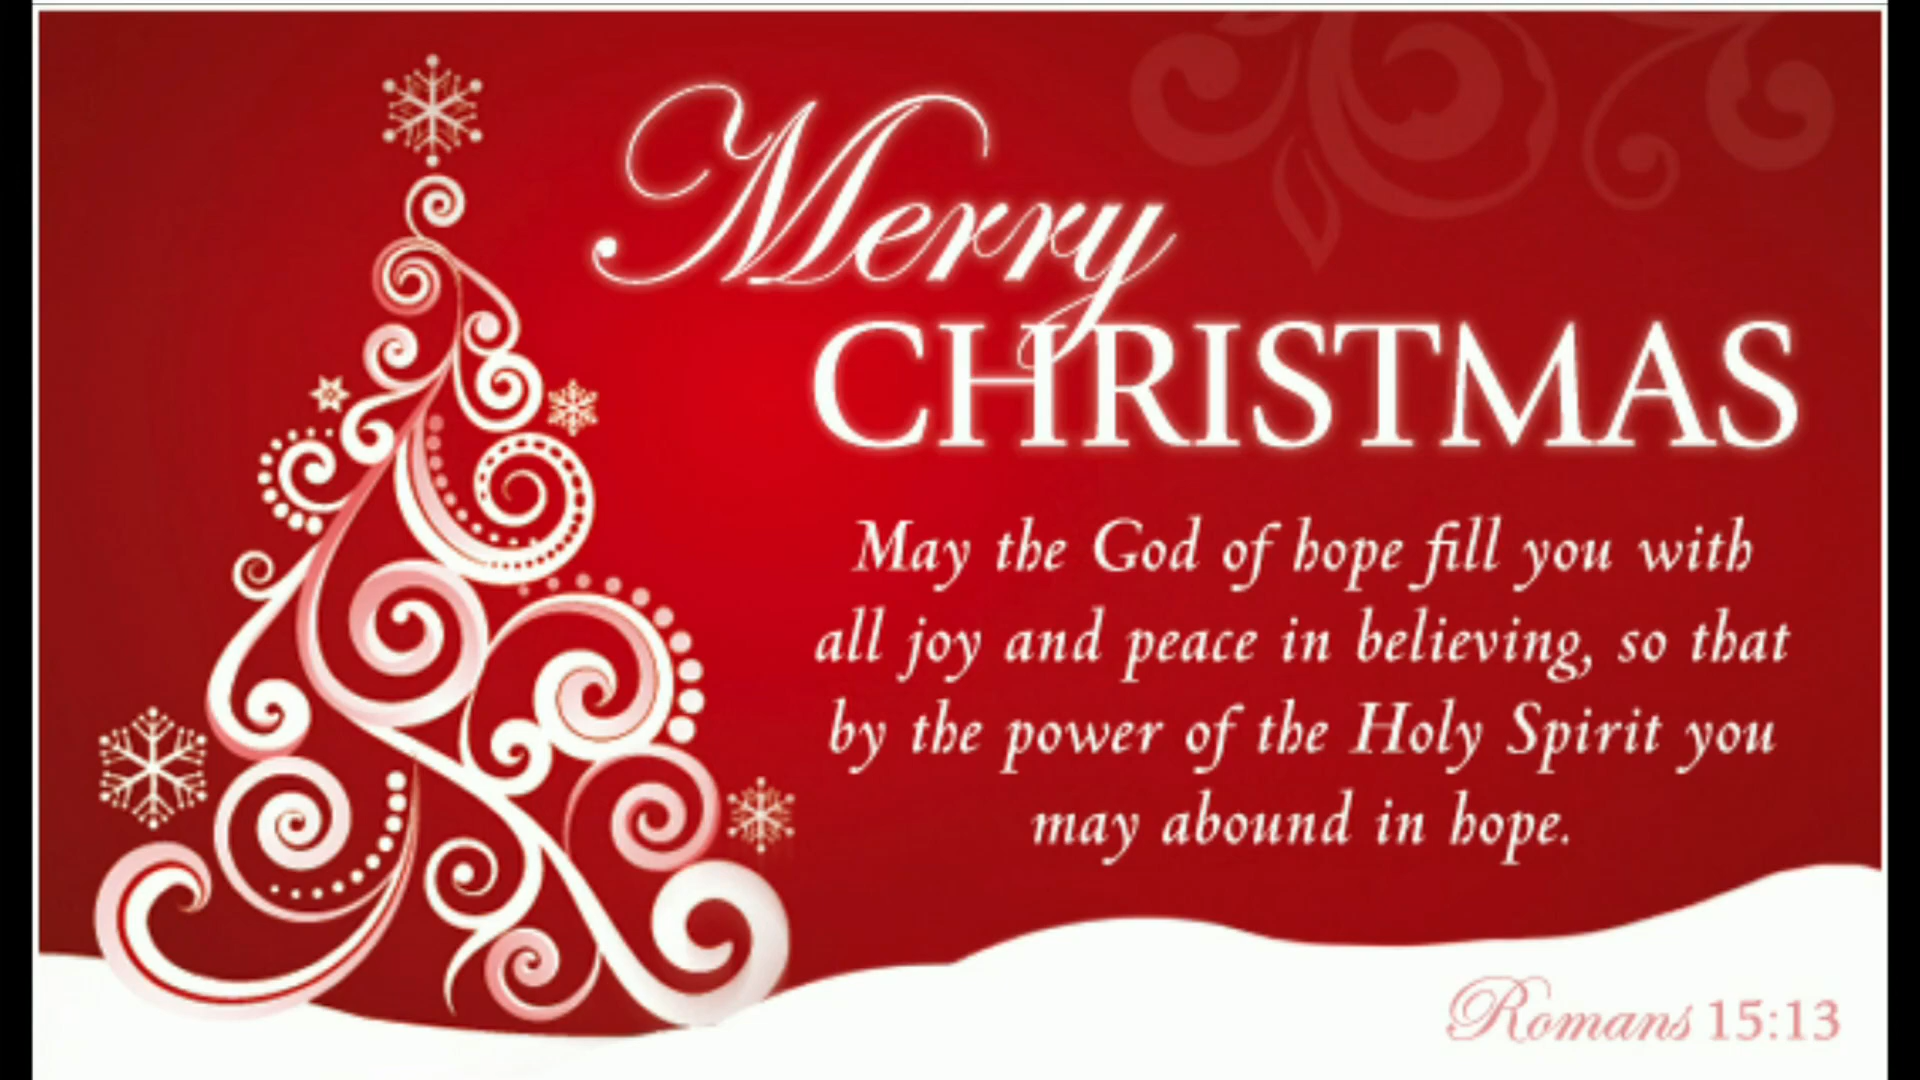 Merry
CHRISTMAS
May the God of hope fill you with
all joy and peace in believing, so that
by the power of the Holy Spirit you
may abound in hope.
Romans 15:13